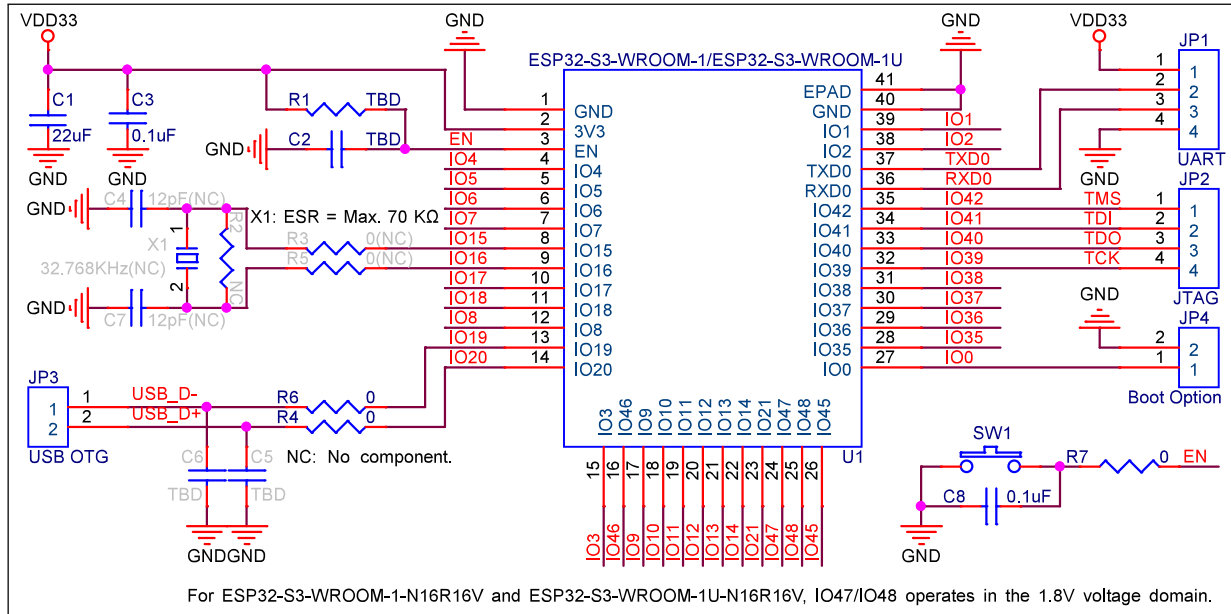 VDD33
GND
GND
VDD33
JP1
ESP32-S3-WROOM-1/ESP32-S3-WROOM-1U
C1
22uF
GND
C3
0.1uF
GND
R1
TBD
GND
C2
TBD
EN
IO4
IO5
IO6
IO7
IO15
IO16
IO17
IO18
IO8
IO19
IO20
1
2
3
4
5
6
7
8
9
10
11
12
13
14
GND
3V3
EN
IO4
IO5
IO6
IO7
IO15
IO16
IO17
IO18
IO8
IO19
IO20
EPAD
GND
IO1
IO2
TXD0
RXD0
IO42
IO41
IO40
IO39
IO38
IO37
IO36
IO35
IO0
41
40
39
38
37
36
35
34
33
32
31
30
29
28
27
IO1
IO2
TXD0
RXD0
IO42
IO41
IO40
IO39
IO38
IO37
IO36
IO35
IO0
1
2
3
4
1
2
3
4
UART
GND
JP2
TMS
TDI
TDO
TCK
1
2
3
4
1
2
3
4
JTAG
GND
JP4
2
1
2
1
Boot Option
GND
C4
12pF(NC)
X1: ESR = Max. 70 KΩ
1
X1
32.768KHz(NC)
2
R2
NC
R3
0(NC)
R5
0(NC)
GND
C7
12pF(NC)
JP3
1
2
1
2
USB_D-
USB_D+
R6
0
R4
0
USB OTG
C6
TBD
C5
TBD
NC: No component.
GND
GND
IO3
IO46
IO9
IO10
IO11
IO12
IO13
IO14
IO21
IO47
IO48
IO45
U1
15
16
17
18
19
20
21
22
23
24
25
26
IO3
IO46
IO9
IO10
IO11
IO12
IO13
IO14
IO21
IO47
IO48
IO45
SW1
R7
0
EN
C8
0.1uF
GND
For ESP32-S3-WROOM-1-N16R16V and ESP32-S3-WROOM-1U-N16R16V, IO47/IO48 operates in the 1.8V voltage domain.